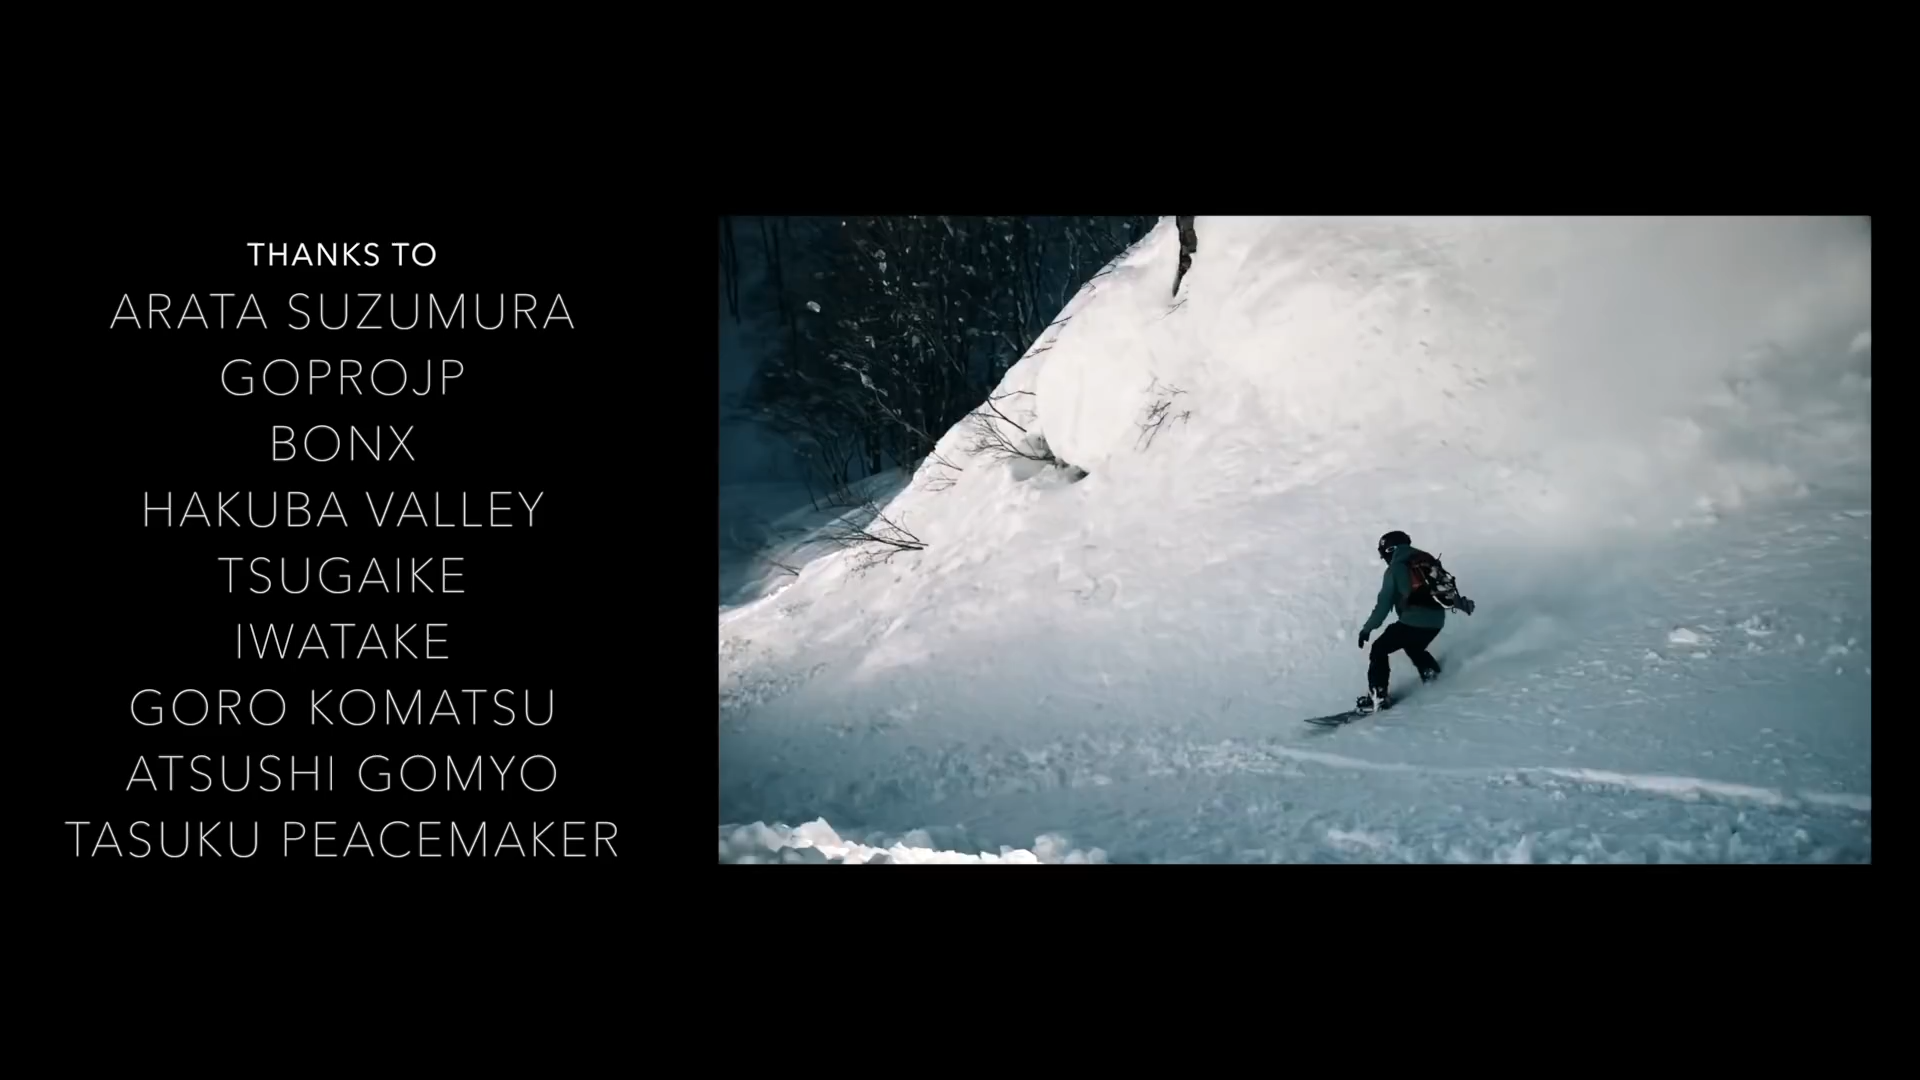 THANKS TO
ARATA SUZUMURA
GOPROJP
BONX
HAKUBA VALLEY
TSUGAIKE
IWATAKE
GORO KOMATSU
ATSUSHI GOMYO
TASUKU PEACEMAKER